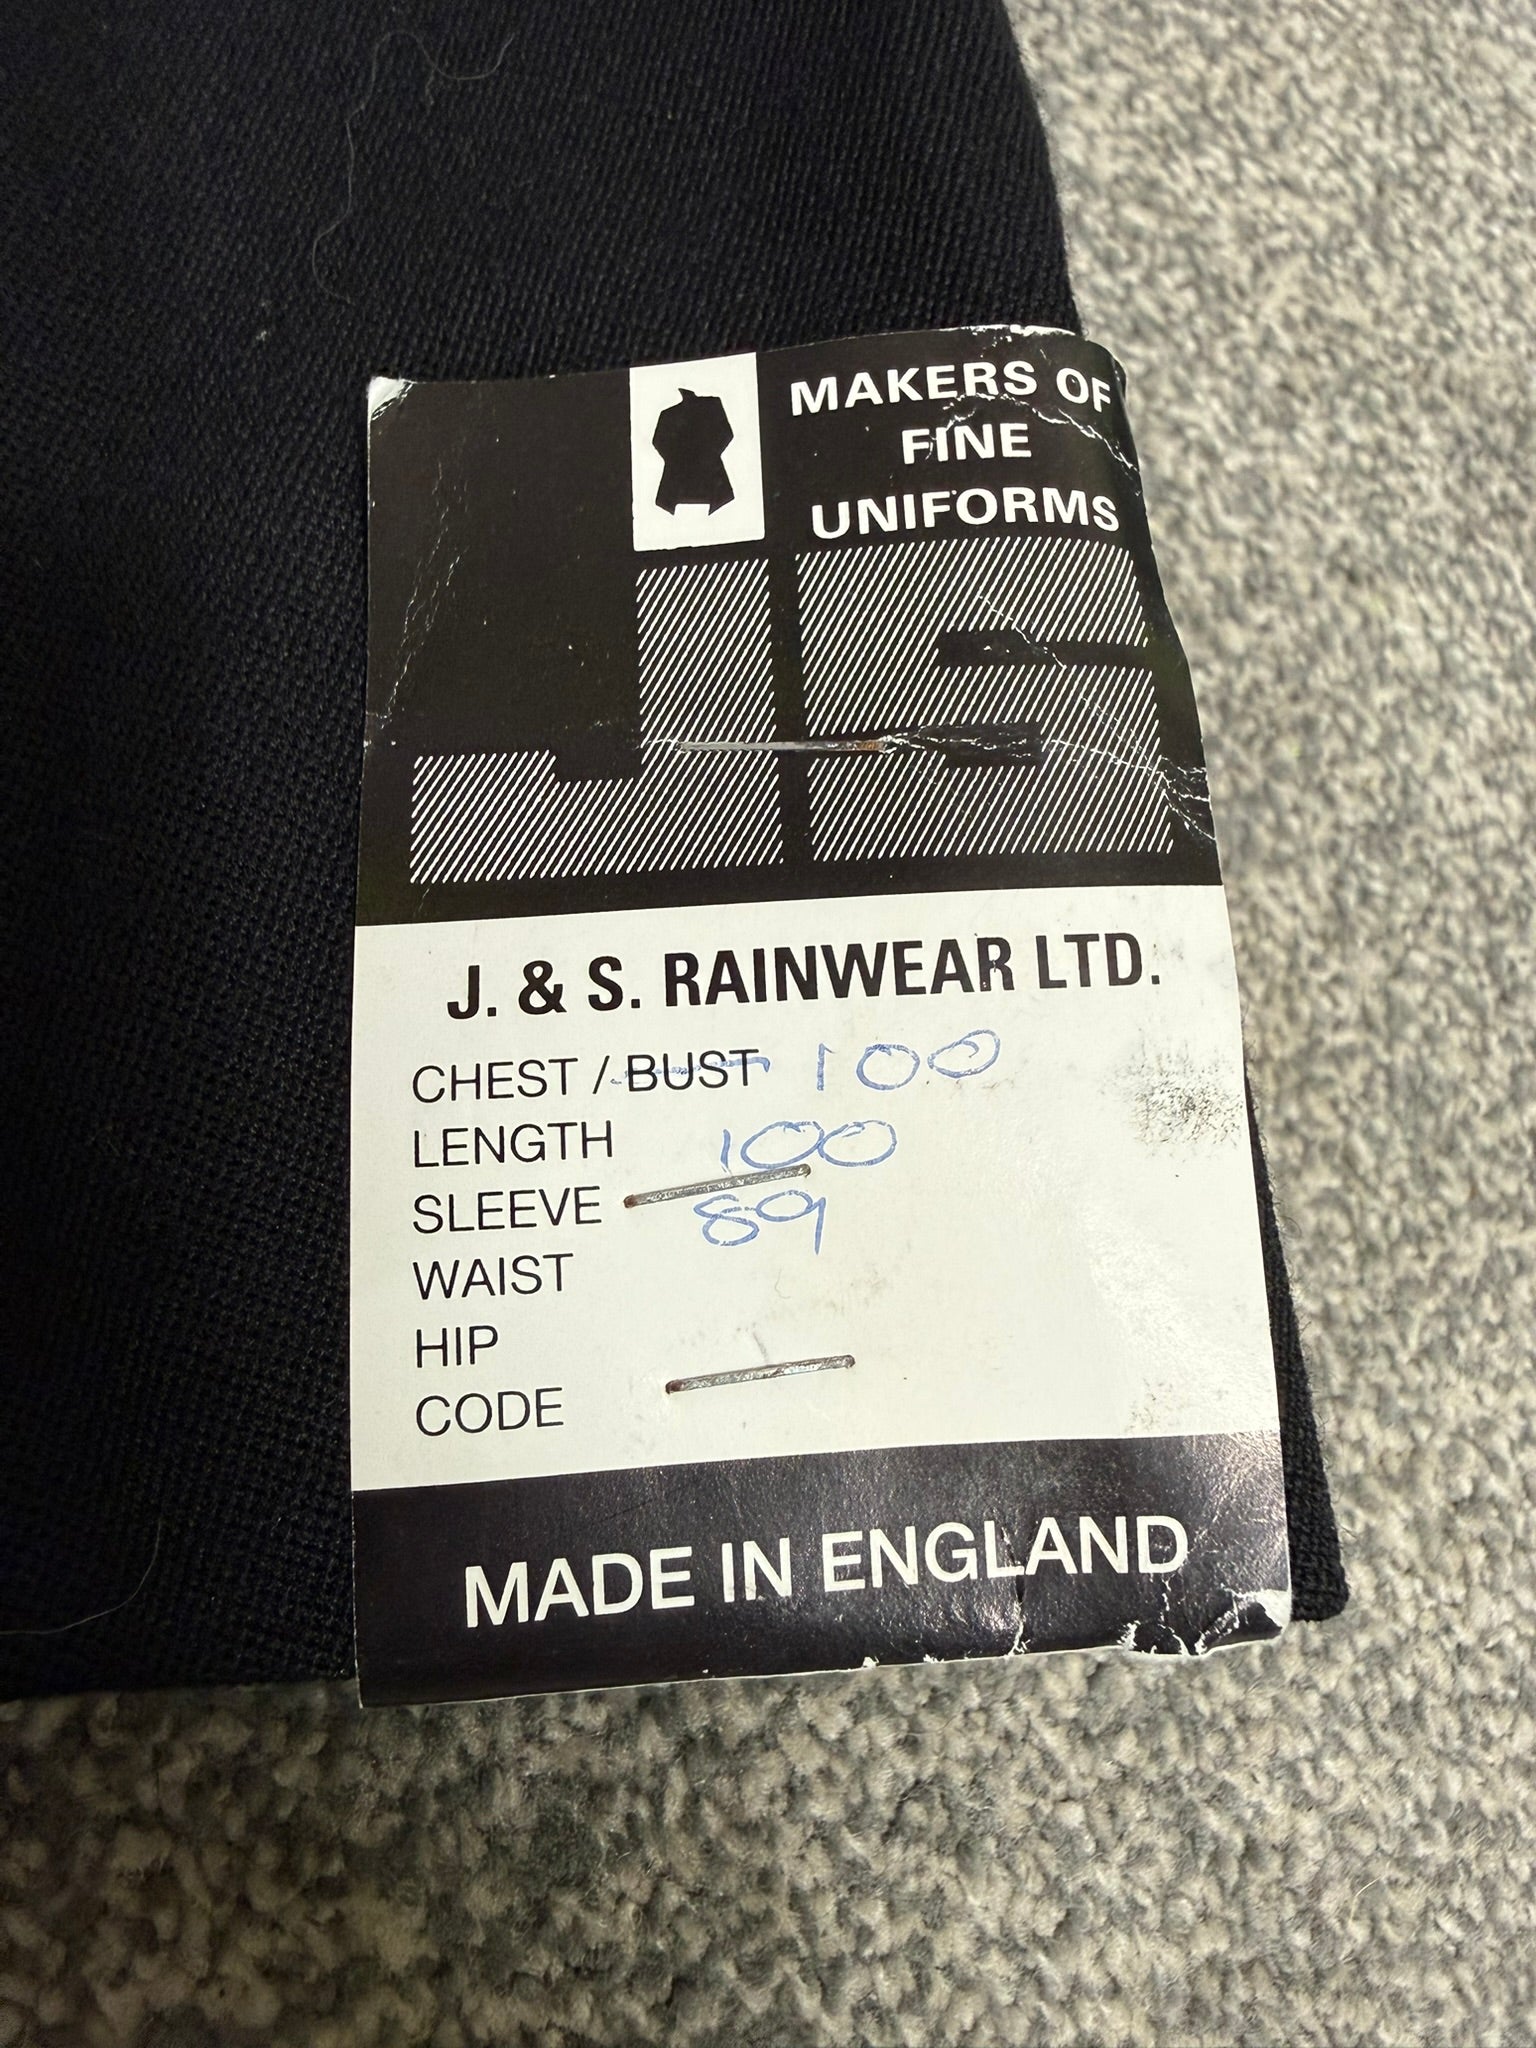 MAKERS OF
FINE
UNIFORMS
JS
J. & S. RAINWEAR LTD.
CHEST / BUST 100
LENGTH 100
SLEEVE 89
WAIST
HIP
CODE
MADE IN ENGLAND